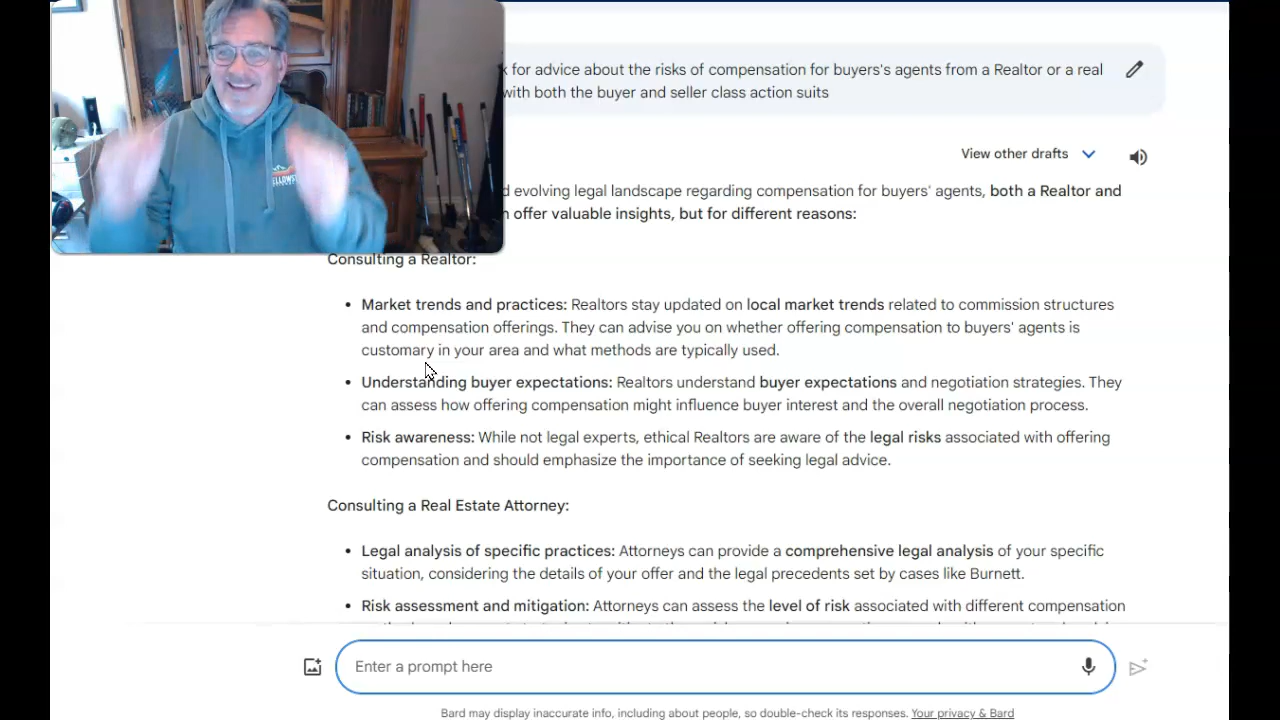 k for advice about the risks of compensation for buyers's agents from a Realtor or a real
with both the buyer and seller class action suits
View other drafts
d evolving legal landscape regarding compensation for buyers' agents, both a Realtor and
offer valuable insights, but for different reasons:
Consulting a Realtor:
• Market trends and practices: Realtors stay updated on local market trends related to commission structures
and compensation offerings. They can advise you on whether offering compensation to buyers' agents is
customary in your area and what methods are typically used.
• Understanding buyer expectations: Realtors understand buyer expectations and negotiation strategies. They
can assess how offering compensation might influence buyer interest and the overall negotiation process.
• Risk awareness: While not legal experts, ethical Realtors are aware of the legal risks associated with offering
compensation and should emphasize the importance of seeking legal advice.
Consulting a Real Estate Attorney:
• Legal analysis of specific practices: Attorneys can provide a comprehensive legal analysis of your specific
situation, considering the details of your offer and the legal precedents set by cases like Burnett.
• Risk assessment and mitigation: Attorneys can assess the level of risk associated with different compensation
Enter a prompt here
Bard may display inaccurate info, including about people, so double-check its responses. Your privacy & Bard